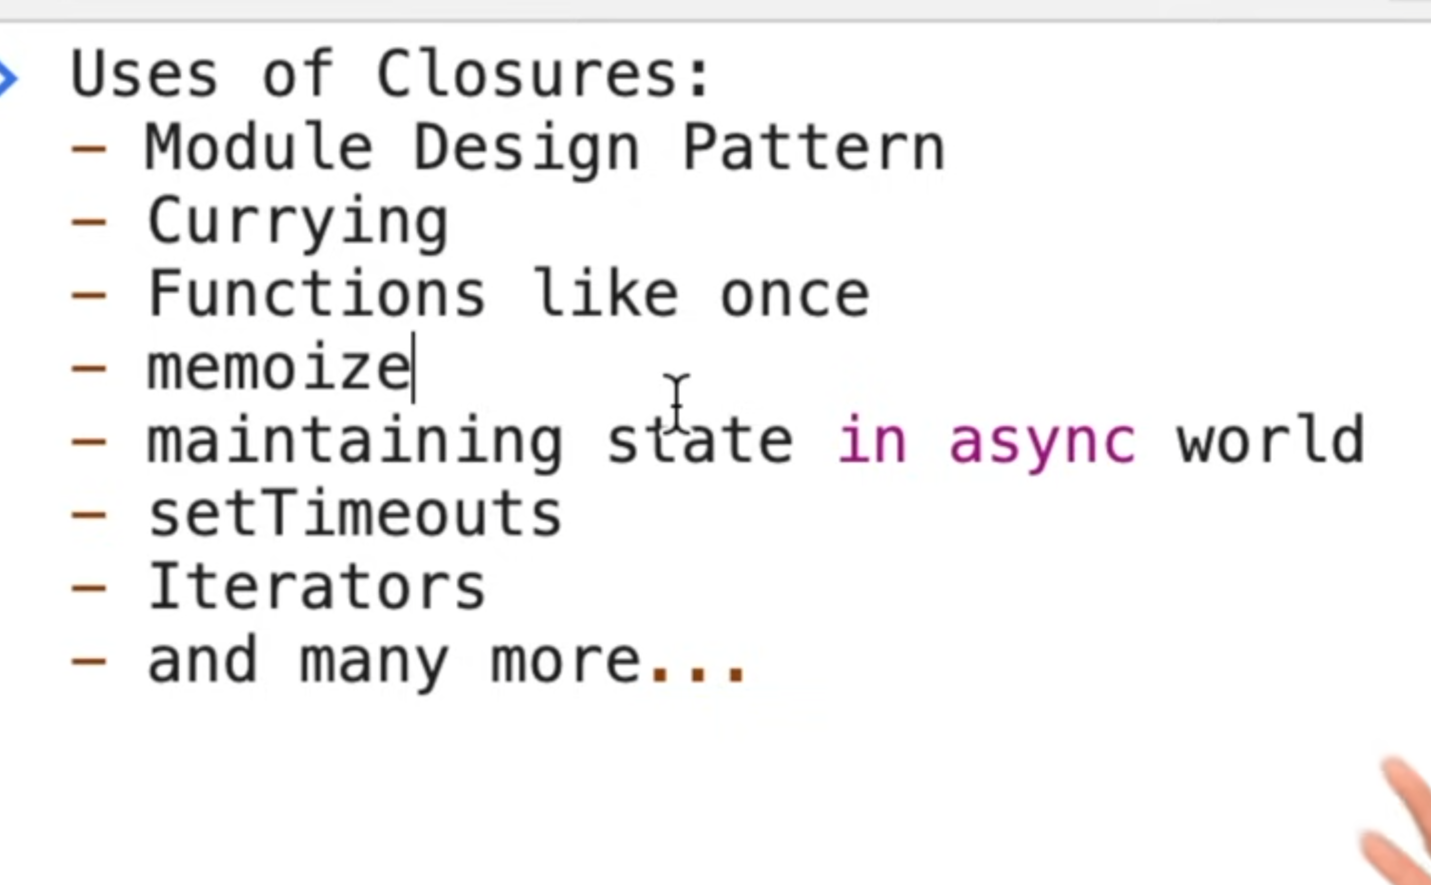 Uses of Closures:
– Module Design Pattern
– Currying
– Functions like once
– memoize
– maintaining state in async world
– setTimeouts
– Iterators
– and many more...